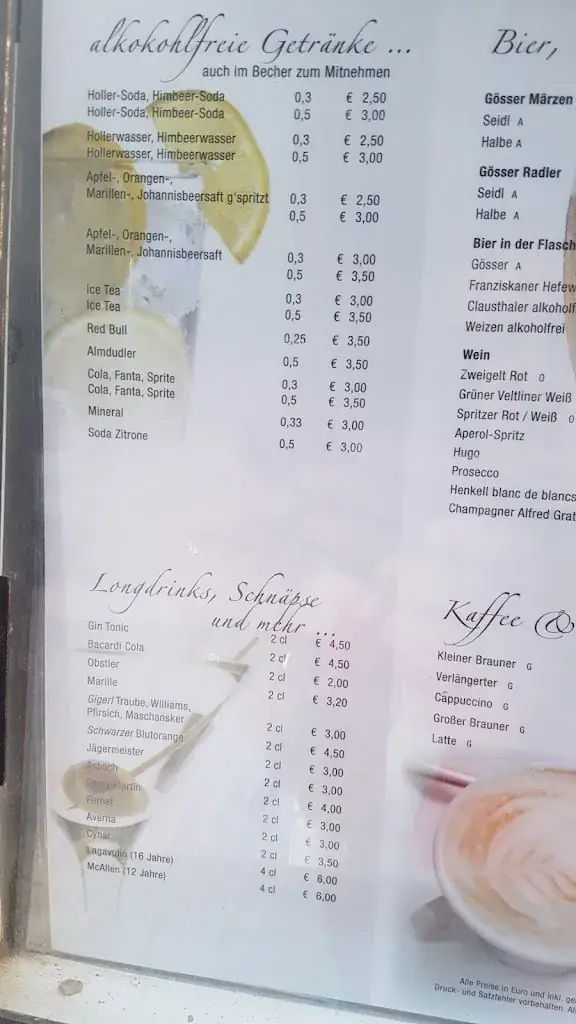 alkokohlfreie Getränke ...
auch im Becher zum Mitnehmen
Holler-Soda, Himbeer-Soda 0,3 € 2,50
Holler-Soda, Himbeer-Soda 0,5 € 3,00
Hollerwasser, Himbeerwasser 0,3 € 2,50
Hollerwasser, Himbeerwasser 0,5 € 3,00
Apfel-, Orangen-,
Marillen-, Johannisbeersaft g'spritzt 0,3 € 2,50
0,5 € 3,00
Apfel-, Orangen-,
Marillen-, Johannisbeersaft 0,3 € 3,00
0,5 € 3,50
Ice Tea 0,3 € 3,00
Ice Tea 0,5 € 3,50
Red Bull 0,25 € 3,50
Almdudler 0,5 € 3,50
Cola, Fanta, Sprite 0,3 € 3,00
Cola, Fanta, Sprite 0,5 € 3,50
Mineral 0,33 € 3,00
Soda Zitrone 0,5 € 3,00
Longdrinks, Schnäpse
und mehr ...
Gin Tonic 2 cl € 4,50
Bacardi Cola 2 cl € 4,50
Obstler 2 cl € 2,00
Marille 2 cl € 3,20
Gigerl Traube, Williams,
Pfirsich, Maschansker 2 cl € 3,00
Schwarzer Blutorange 2 cl € 4,50
Jägermeister 2 cl € 3,00
Asbach 2 cl € 3,00
Remy Martin 2 cl € 4,00
Fernet 2 cl € 3,00
Averna 2 cl € 3,00
Cynar 2 cl € 3,50
Lagavulin (16 Jahre) 4 cl € 6,00
McAllen (12 Jahre) 4 cl € 6,00
Bier,
Gösser Märzen
Seidl A
Halbe A
Gösser Radler
Seidl A
Halbe A
Bier in der Flasch
Gösser A
Franziskaner Hefew
Clausthaler alkoholf
Weizen alkoholfrei
Wein
Zweigelt Rot O
Grüner Veltliner Weiß
Spritzer Rot / Weiß O
Aperol-Spritz
Hugo
Prosecco
Henkell blanc de blancs
Champagner Alfred Grat
Kaffee &
Kleiner Brauner G
Verlängerter G
Cappuccino G
Großer Brauner G
Latte G
Alle Preise in Euro und inkl. ge
Druck- und Satzfehler vorbehalten. Al